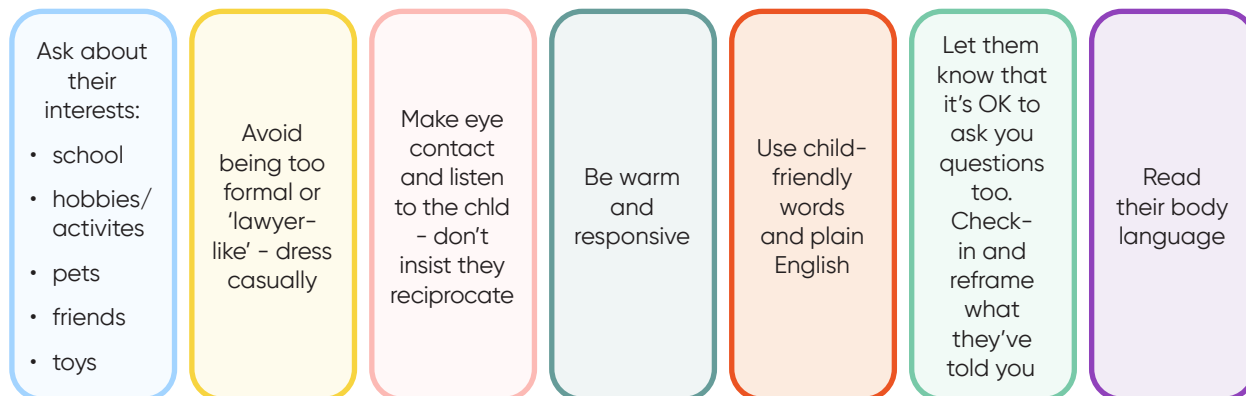 Ask about
their
interests:
• school
• hobbies/
activites
• pets
• friends
• toys
Avoid
being too
formal or
‘lawyer-
like’ - dress
casually
Make eye
contact
and listen
to the chld
- don’t
insist they
reciprocate
Be warm
and
responsive
Use child-
friendly
words
and plain
English
Let them
know that
it’s OK to
ask you
questions
too.
Check-
in and
reframe
what
they’ve
told you
Read
their body
language